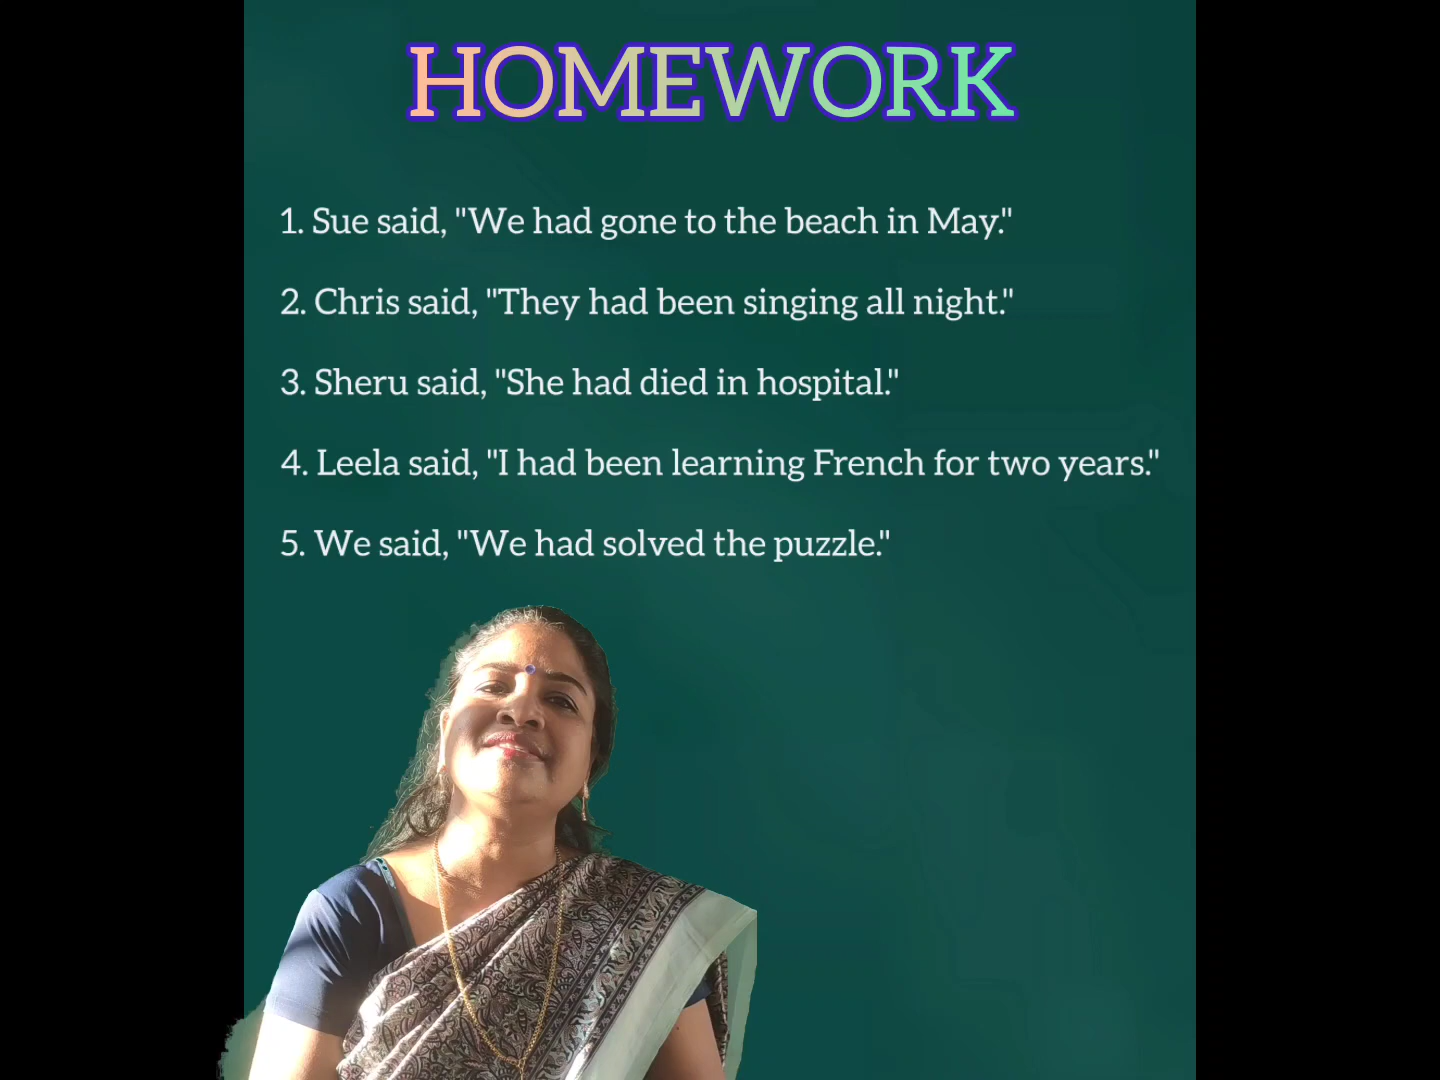 HOMEWORK
1. Sue said, "We had gone to the beach in May."
2. Chris said, "They had been singing all night."
3. Sheru said, "She had died in hospital."
4. Leela said, "I had been learning French for two years."
5. We said, "We had solved the puzzle."